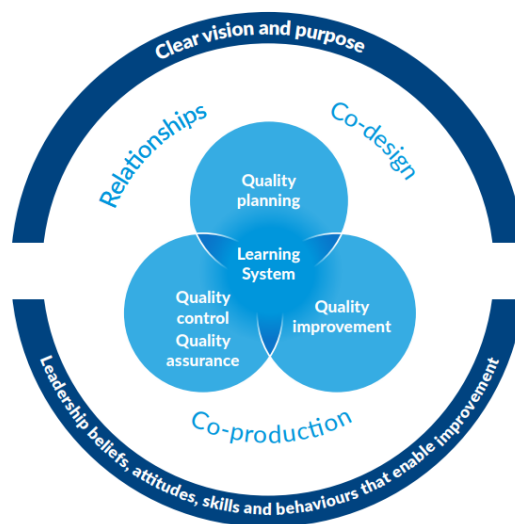 Clear vision and purpose
Relationships
Co-design
Quality
planning
Learning
System
Quality
control
Quality
assurance
Quality
improvement
Co-production
Leadership beliefs, attitudes, skills and behaviours that enable improvement